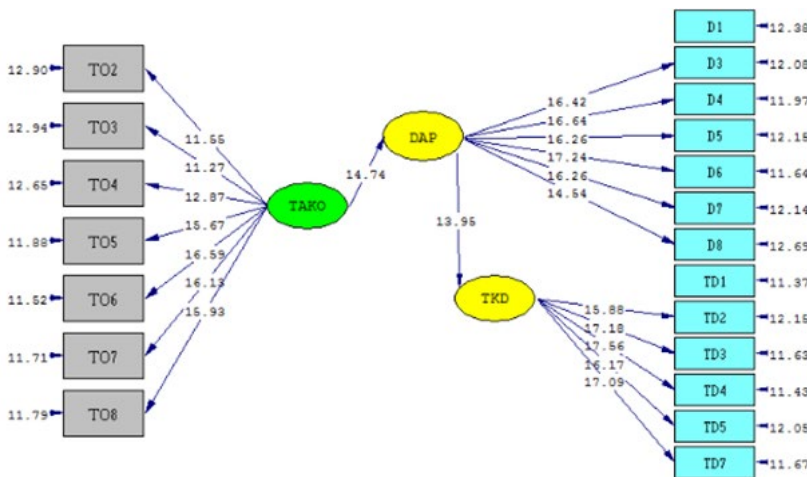 D1
12.38
D3
12.08
D4
11.97
D5
12.18
D6
11.64
D7
12.14
D8
12.69
TD1
11.37
TD2
12.18
TD3
11.63
TD4
11.43
TD5
12.05
TD7
11.67
12.90
TO2
12.94
TO3
12.65
TO4
11.88
TO5
11.52
TO6
11.71
TO7
11.79
TO8
11.55
11.27
12.87
15.67
16.59
16.13
15.93
TAKO
14.74
DAP
16.42
16.64
16.26
17.24
16.26
14.54
13.95
TKD
15.88
17.18
17.56
16.17
17.09